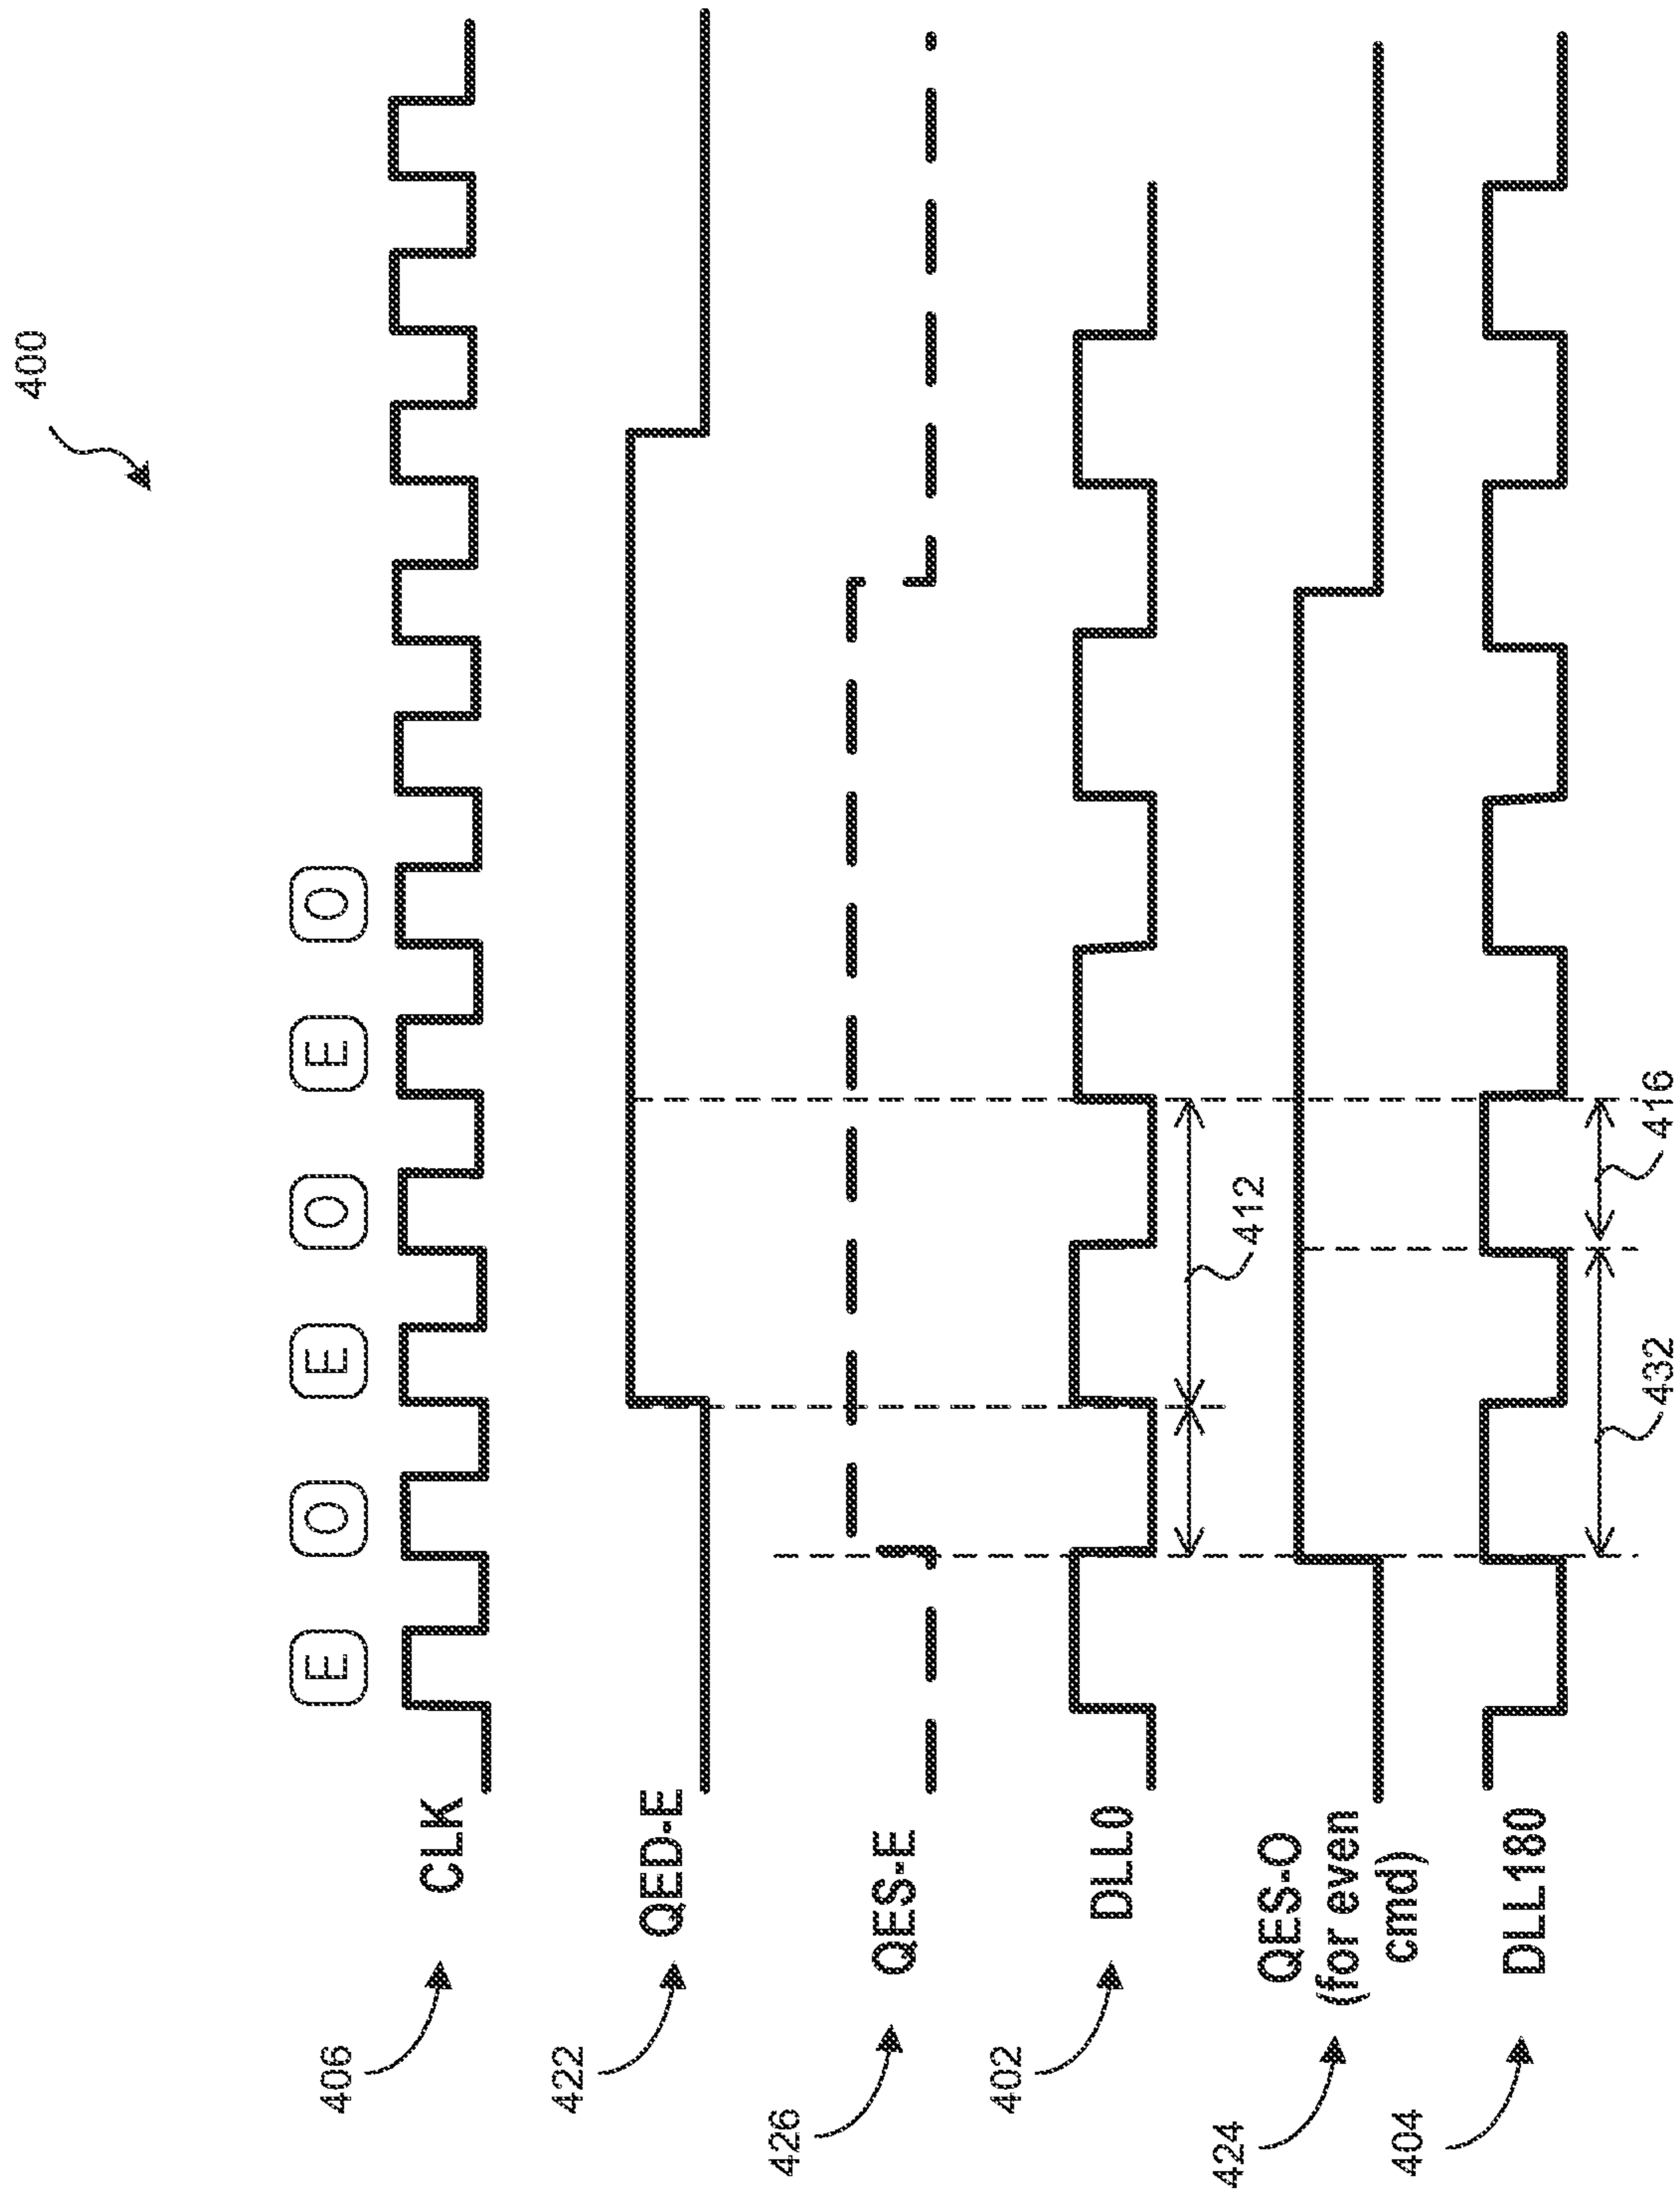 400
E O E O E O
406 CLK
422 QED-E
426 QES-E
402 DLL0
412
424 QES-O
(for even
cmd)
404 DLL180
432 416